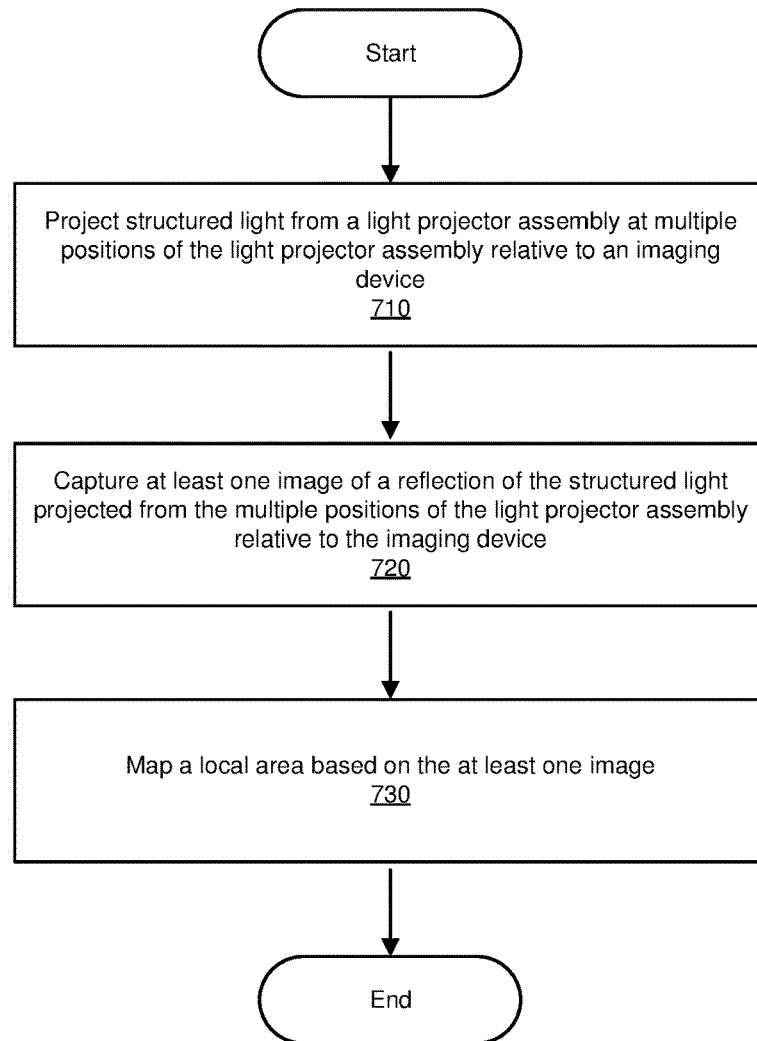 Start
Project structured light from a light projector assembly at multiple
positions of the light projector assembly relative to an imaging
device
710
Capture at least one image of a reflection of the structured light
projected from the multiple positions of the light projector assembly
relative to the imaging device
720
Map a local area based on the at least one image
730
End